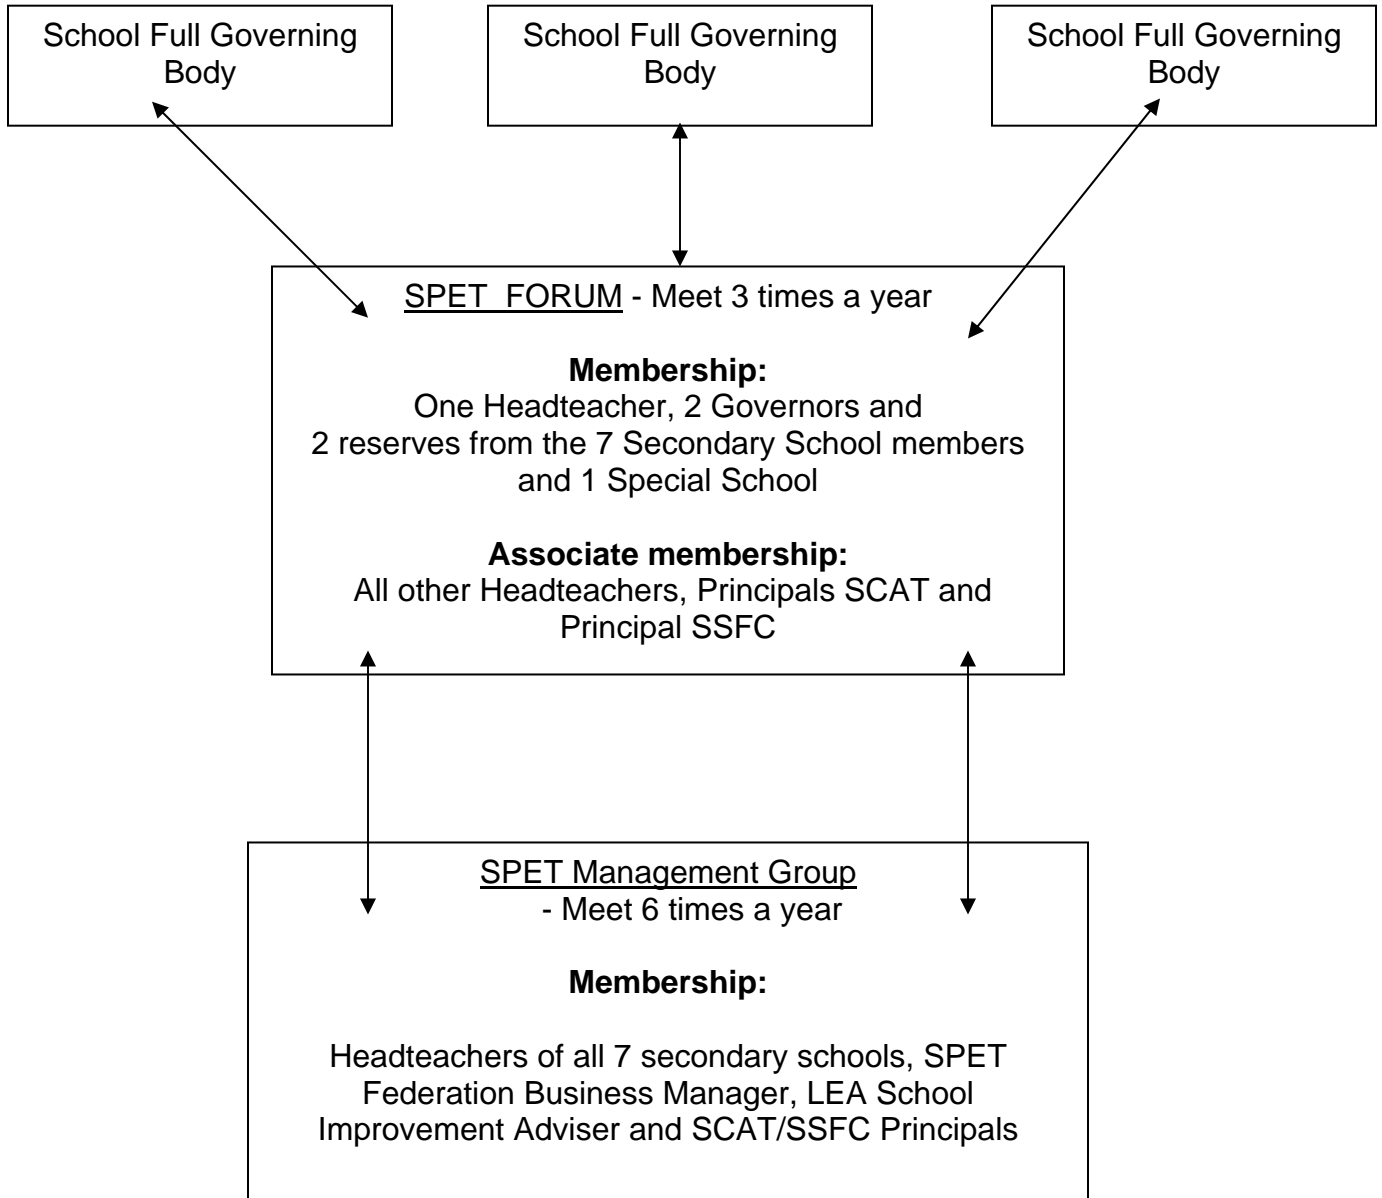 School Full Governing
Body
School Full Governing
Body
School Full Governing
Body
SPET FORUM - Meet 3 times a year
Membership:
One Headteacher, 2 Governors and
2 reserves from the 7 Secondary School members
and 1 Special School
Associate membership:
All other Headteachers, Principals SCAT and
Principal SSFC
SPET Management Group
- Meet 6 times a year
Membership:
Headteachers of all 7 secondary schools, SPET
Federation Business Manager, LEA School
Improvement Adviser and SCAT/SSFC Principals